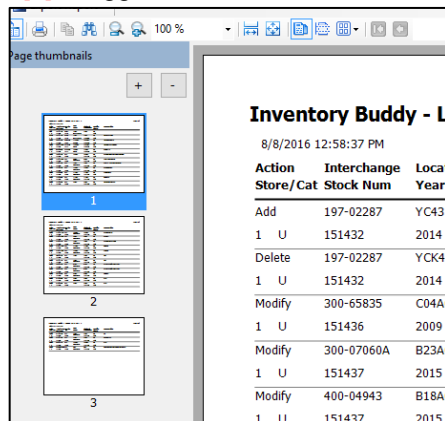 100 %
Page thumbnails
+ -
1
2
3
Inventory Buddy - L
8/8/2016 12:58:37 PM
Action Interchange Loca
Store/Cat Stock Num Year
Add 197-02287 YC43
1 U 151432 2014
Delete 197-02287 YCK4
1 U 151432 2014
Modify 300-65835 C04A
1 U 151436 2009
Modify 300-07060A B23A
1 U 151437 2015
Modify 400-04943 B18A
1 U 151437 2015